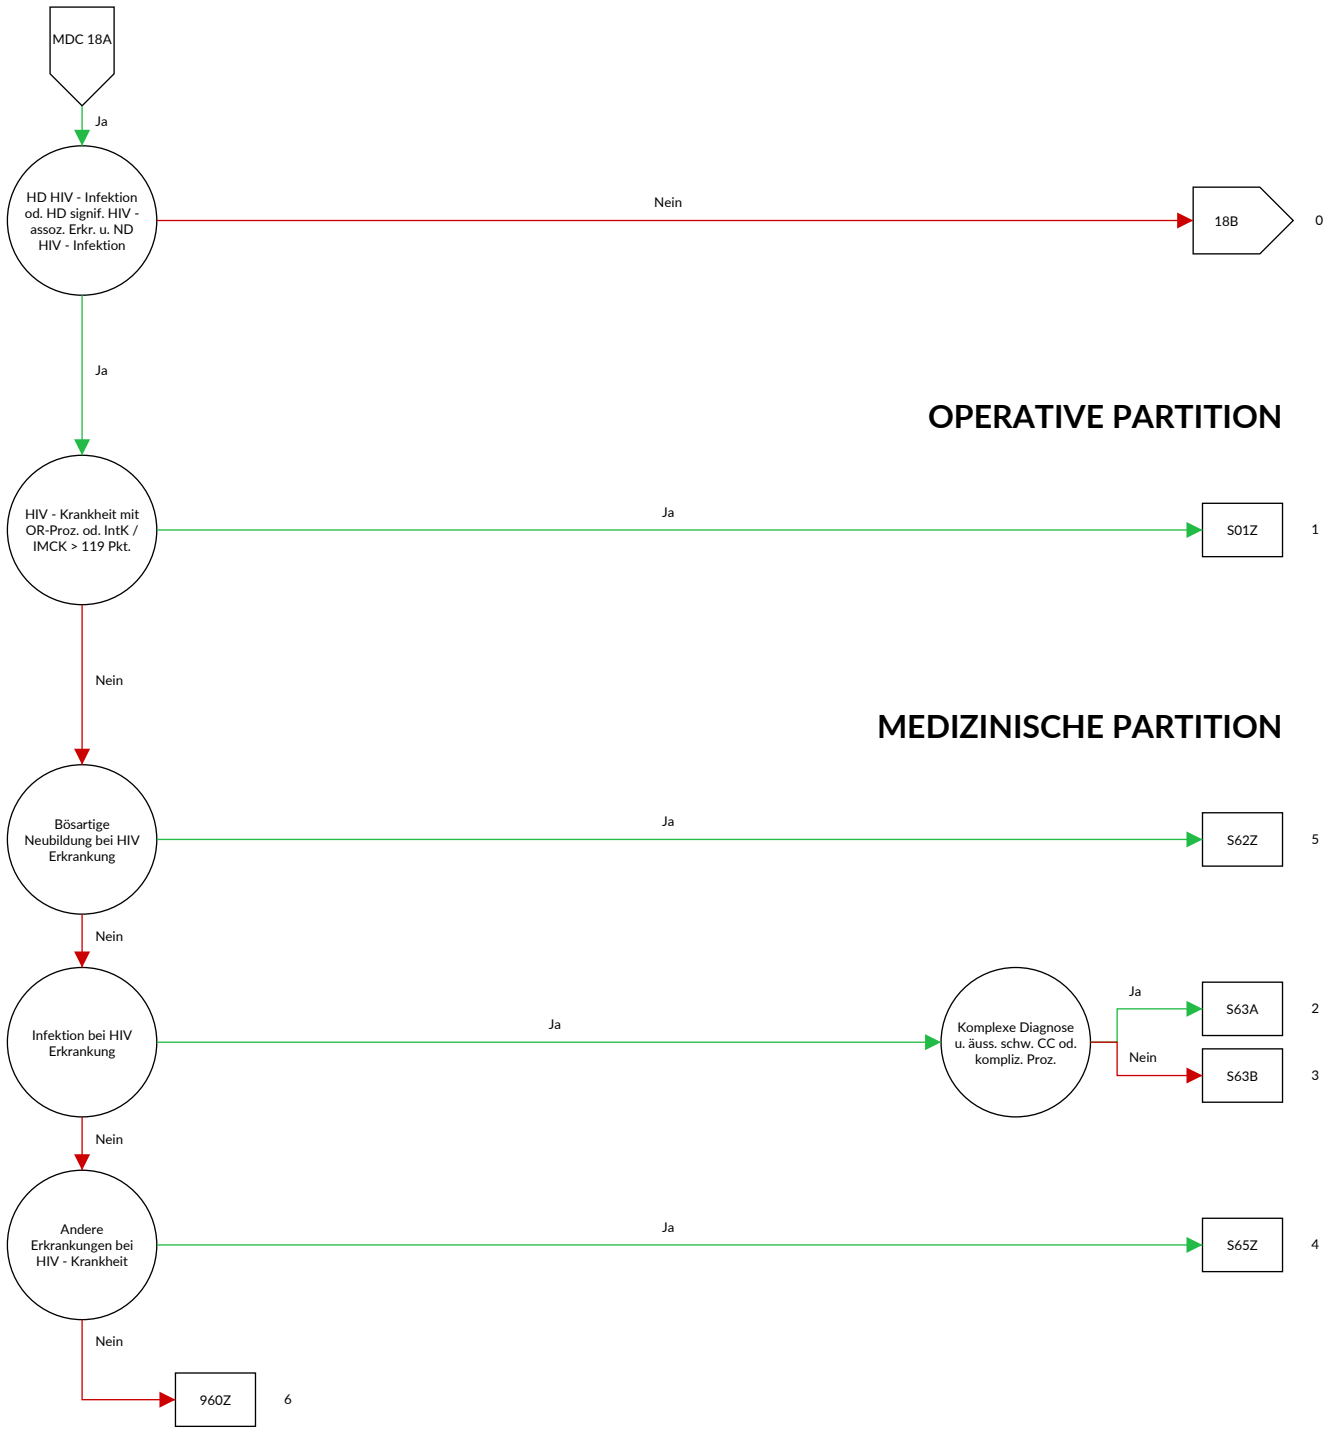 MDC 18A
Ja
HD HIV - Infektion
od. HD signif. HIV -
assoz. Erkr. u. ND
HIV - Infektion
Nein
18B
0
Ja
OPERATIVE PARTITION
HIV - Krankheit mit
OR-Proz. od. IntK /
IMCK > 119 Pkt.
Ja
S01Z
1
Nein
MEDIZINISCHE PARTITION
Bösartige
Neubildung bei HIV
Erkrankung
Ja
S62Z
5
Nein
Infektion bei HIV
Erkrankung
Ja
Komplexe Diagnose
u. äuss. schw. CC od.
kompliz. Proz.
Ja
S63A
2
Nein
S63B
3
Nein
Andere
Erkrankungen bei
HIV - Krankheit
Ja
S65Z
4
Nein
960Z
6